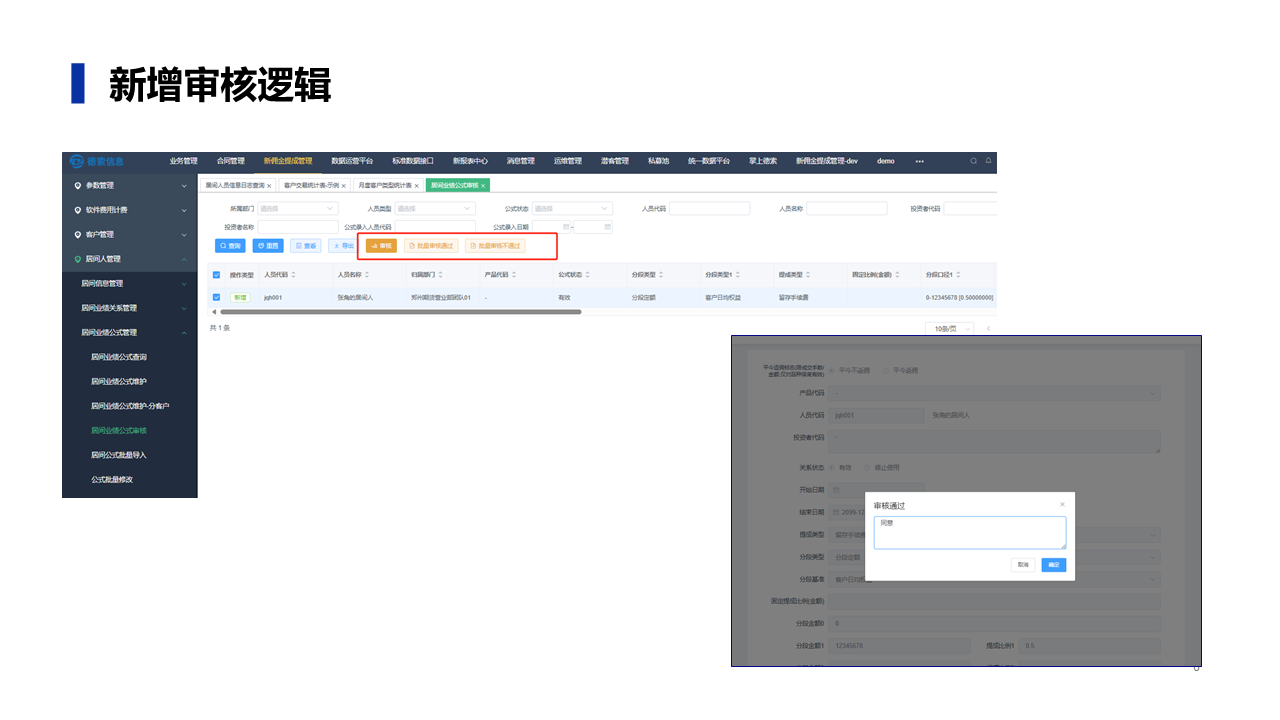 新增审核逻辑
德索信息 业务管理 合同管理 新佣金提成管理 数据运营平台 标准数据接口 新报表中心 消息管理 运维管理 潜客管理 私募池 统一数据平台 掌上德索 新佣金提成管理-dev demo •••
参数管理
软件费用计费
客户管理
居间人管理
居间信息管理
居间业绩关系管理
居间业绩公式管理
居间业绩公式查询
居间业绩公式维护
居间业绩公式维护-分客户
居间业绩公式审核
居间公式批量导入
公式批量修改
居间人员信息日志查询 × 客户交易统计表-示例 × 月度客户类型统计表 × 居间业绩公式审核 ×
所属部门 请选择 人员类型 请选择 公式状态 请选择 人员代码 人员名称 投资者代码
投资者名称 公式录入人员代码 公式录入日期 -
查询 重置 查看 导出 审核 批量审核通过 批量审核不通过
操作类型 人员代码 人员名称 归属部门 产品代码 公式状态 分段类型 分段类型1 提成类型 固定比例(金额) 分段口径1
新增 jqh001 张角的居间人 郑州期货营业部团队01 - 有效 分段定额 客户日均权益 留存手续费 0-12345678 [0.50000000]
共 1 条
10条/页
平今返佣标志(限成交手数/
金额,仅对品种维度有效) 平今不返佣 平今返佣
产品代码 -
人员代码 jqh001 张角的居间人
投资者代码 -
关系状态 有效 停止使用
开始日期
结束日期 2099-12
提成类型 留存手续费
分段类型 分段定额
分段基准 客户日均权益
固定提成比例(金额)
分段金额0 0
分段金额1 12345678 提成比例1 0.5
审核通过 ×
同意
取消 确定